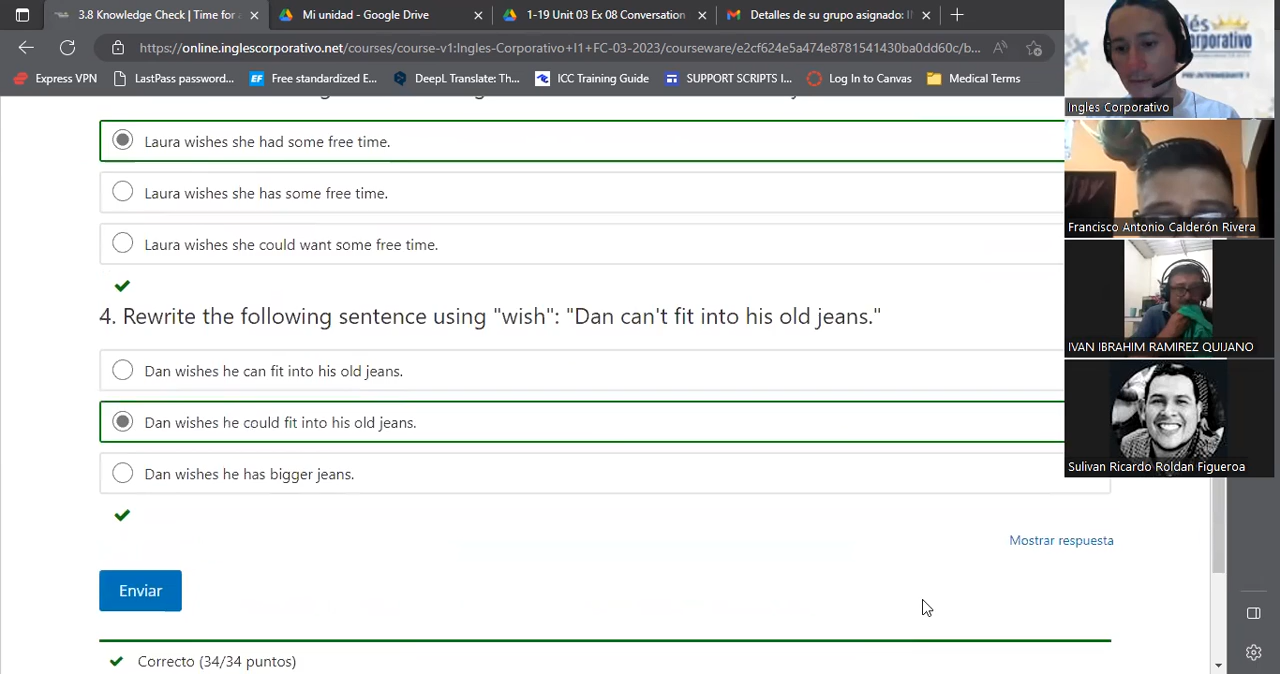 3.8 Knowledge Check | Time for a
Mi unidad - Google Drive
1-19 Unit 03 Ex 08 Conversation
Detalles de su grupo asignado: I
https://online.inglescorporativo.net/courses/course-v1:Ingles-Corporativo+I1+FC-03-2023/courseware/e2cf624e5a474e8781541430ba0dd60c/b...
Express VPN
LastPass password...
EF Free standardized E...
DeepL Translate: Th...
ICC Training Guide
SUPPORT SCRIPTS I...
Log In to Canvas
Medical Terms
Laura wishes she had some free time.
Laura wishes she has some free time.
Laura wishes she could want some free time.
4. Rewrite the following sentence using "wish": "Dan can't fit into his old jeans."
Dan wishes he can fit into his old jeans.
Dan wishes he could fit into his old jeans.
Dan wishes he has bigger jeans.
Mostrar respuesta
Enviar
Correcto (34/34 puntos)
PRE-INTERMEDIATE 1
Ingles Corporativo
Francisco Antonio Calderón Rivera
IVAN IBRAHIM RAMIREZ QUIJANO
Sulivan Ricardo Roldan Figueroa